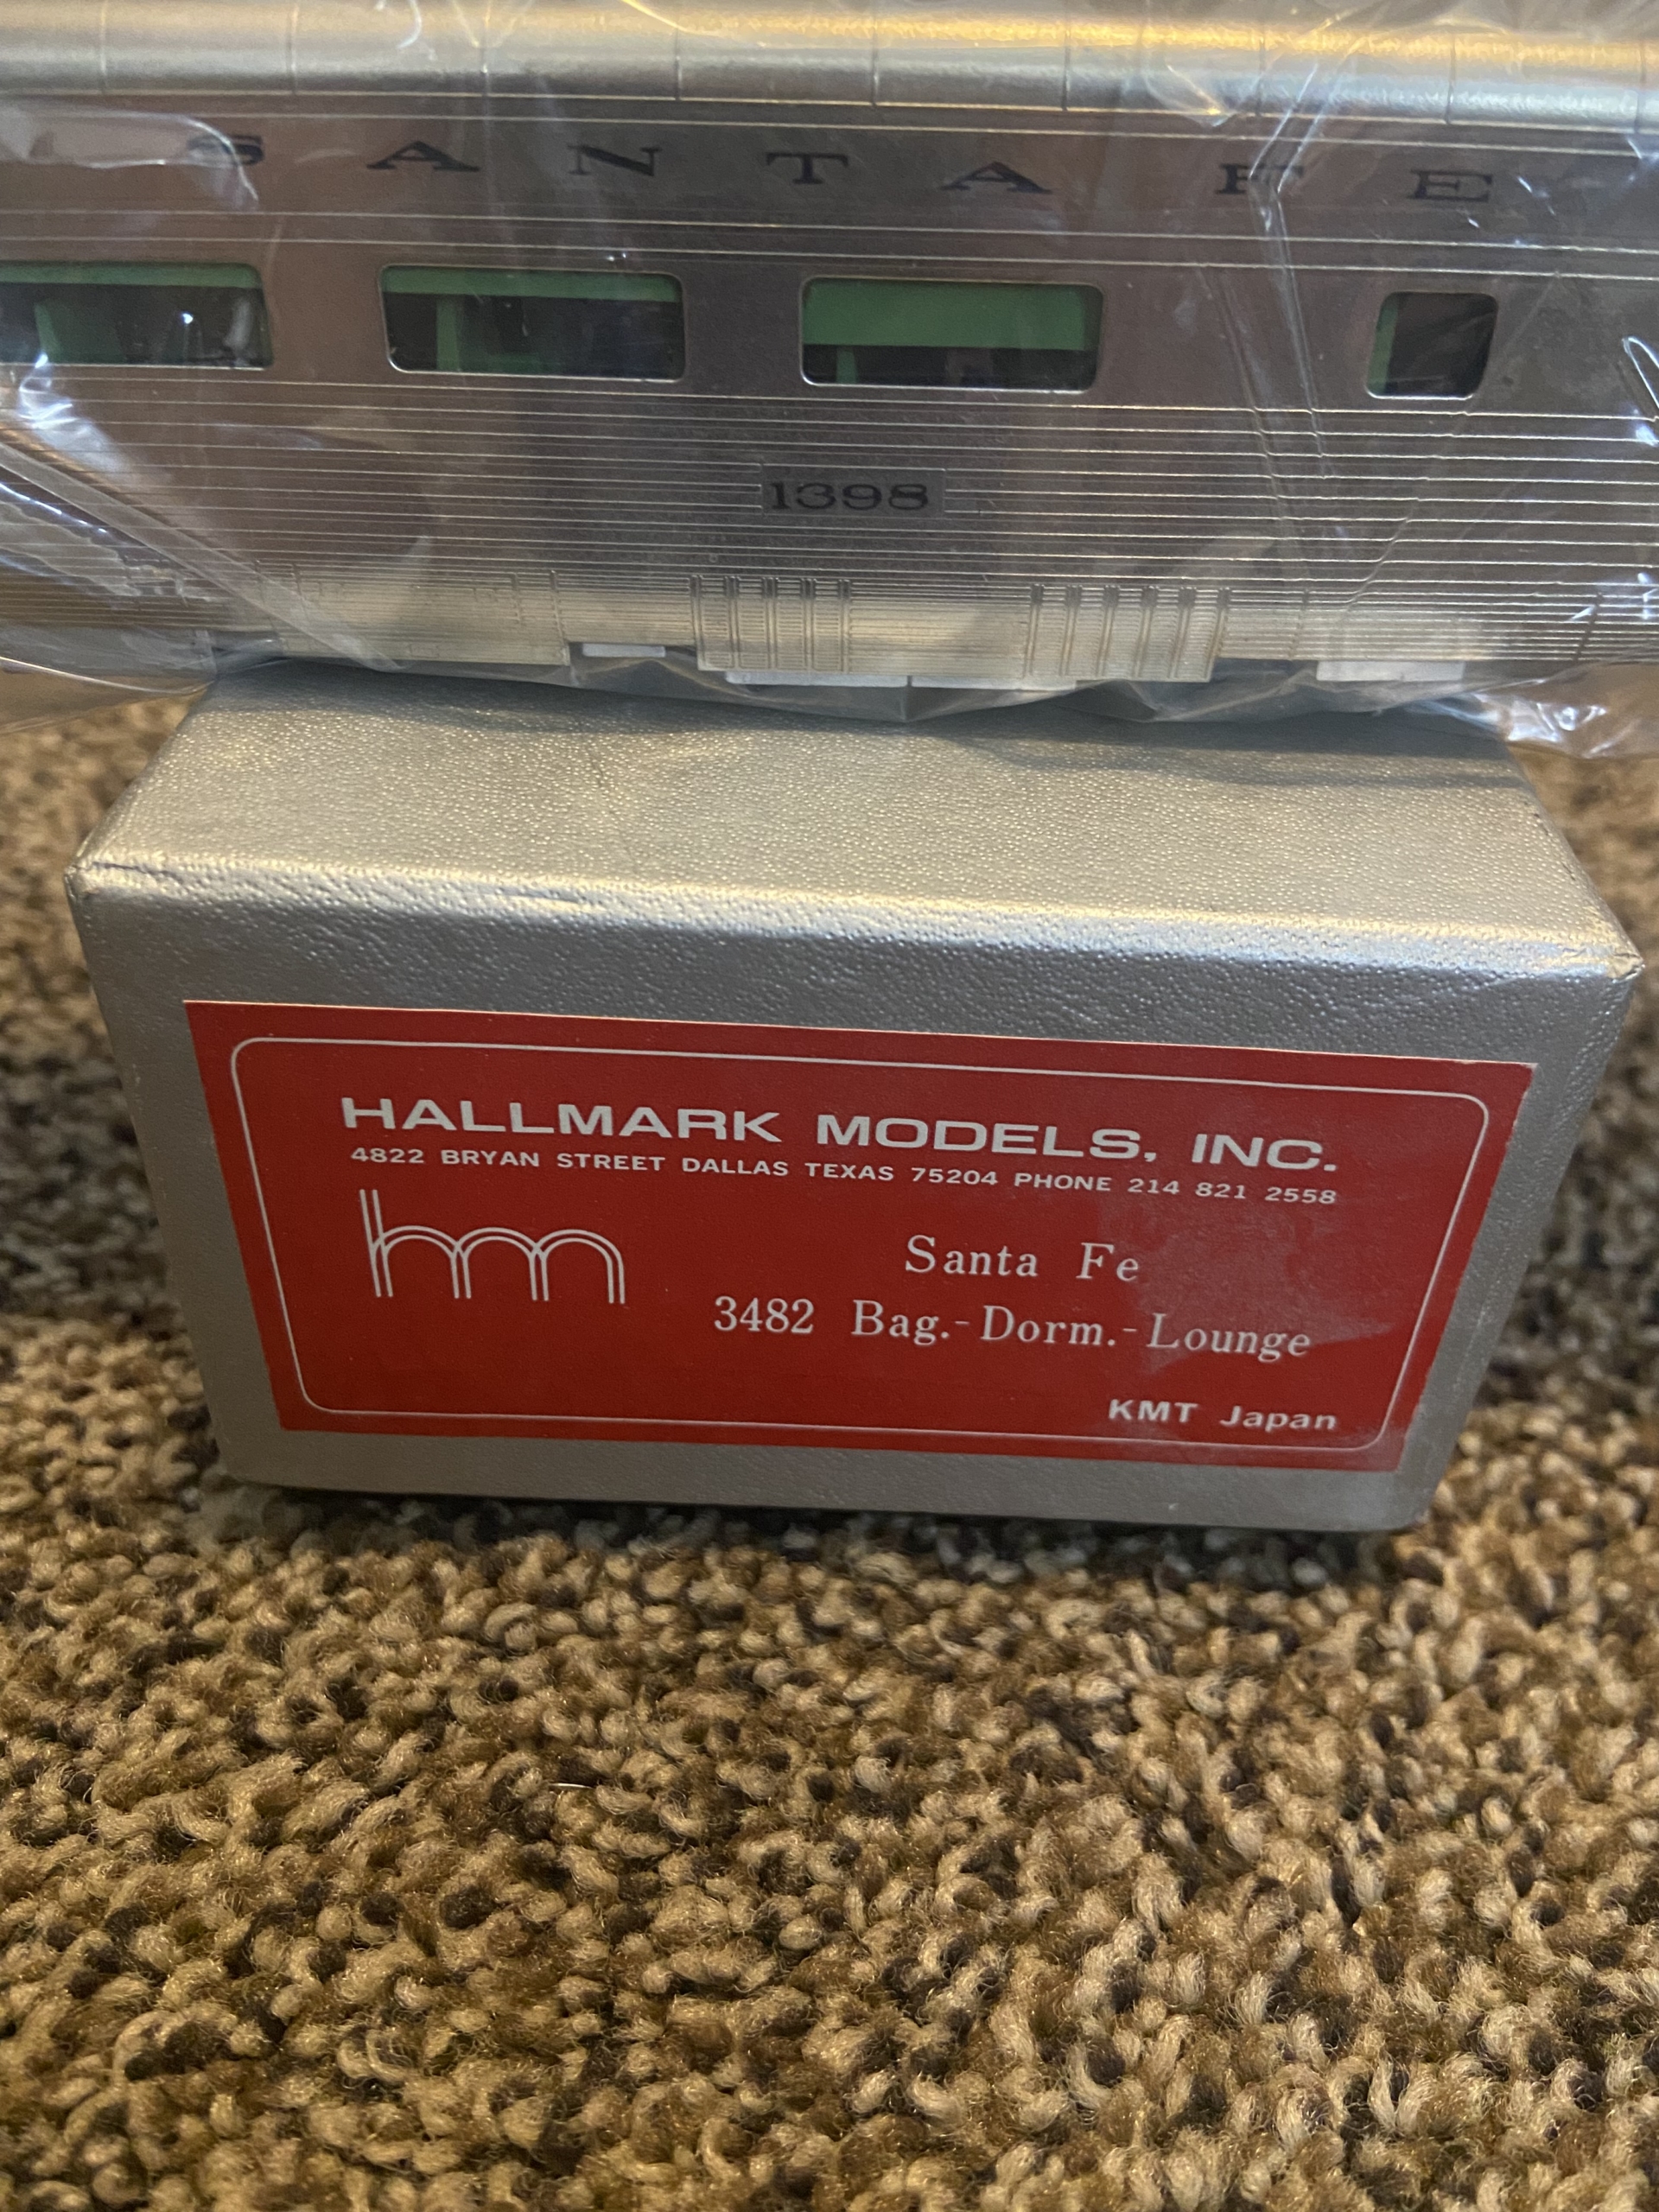 SANTA FE
1398
HALLMARK MODELS, INC.
4822 BRYAN STREET DALLAS TEXAS 75204 PHONE 214 821 2558
hm
Santa Fe
3482 Bag.-Dorm.-Lounge
KMT Japan